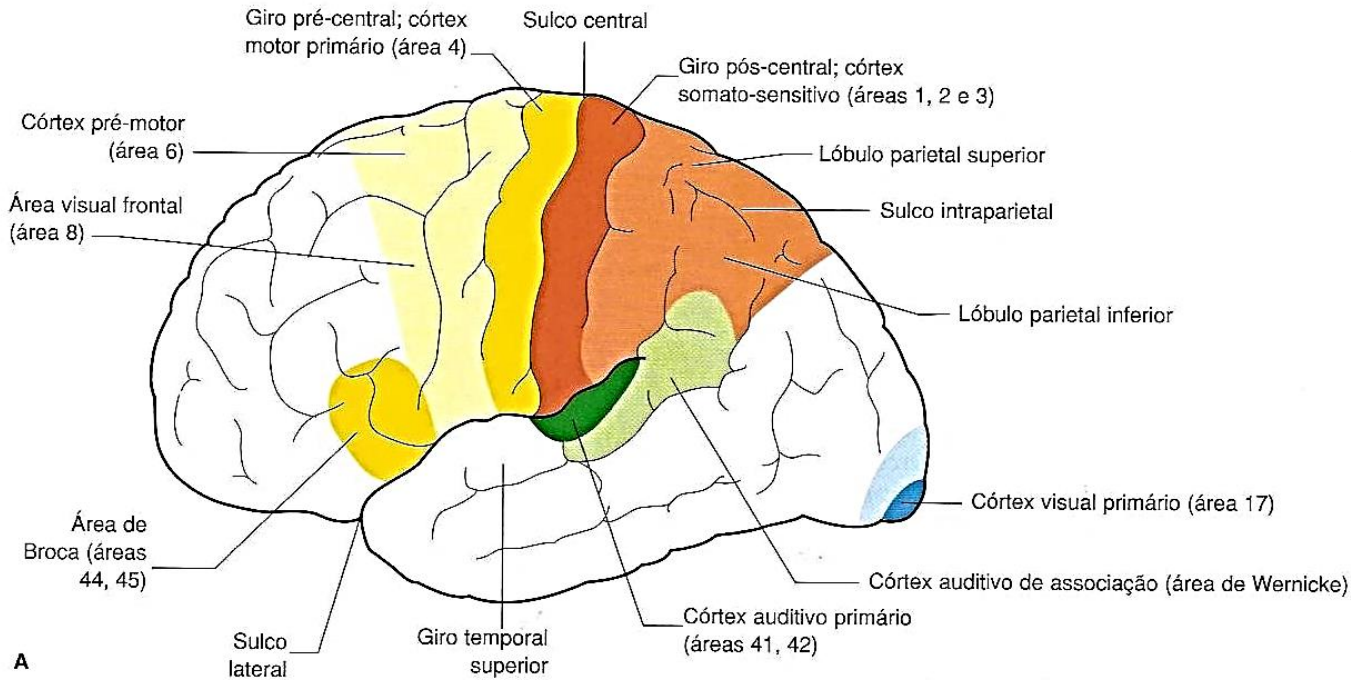 Giro pré-central; córtex
motor primário (área 4)
Sulco central
Giro pós-central; córtex
somato-sensitivo (áreas 1, 2 e 3)
Córtex pré-motor
(área 6)
Lóbulo parietal superior
Área visual frontal
(área 8)
Sulco intraparietal
Lóbulo parietal inferior
Córtex visual primário (área 17)
Área de
Broca (áreas
44, 45)
Córtex auditivo de associação (área de Wernicke)
Córtex auditivo primário
(áreas 41, 42)
Giro temporal
superior
Sulco
lateral
A